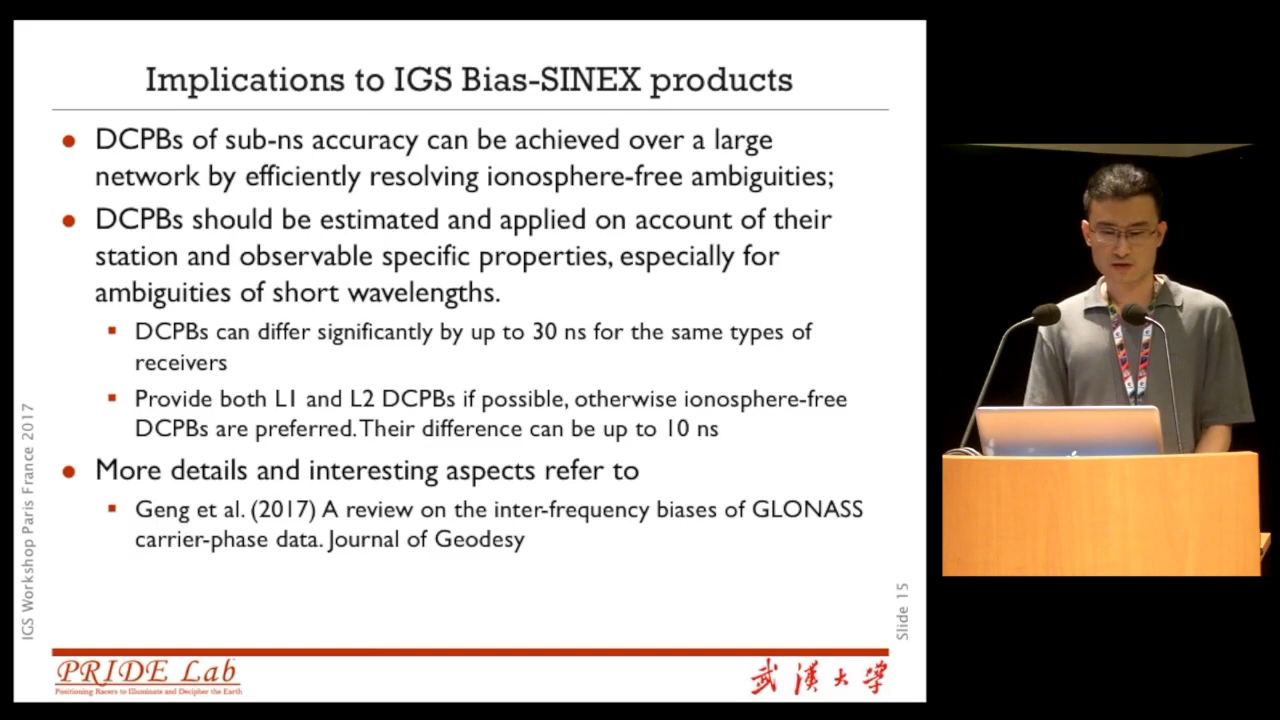 Implications to IGS Bias-SINEX products
DCPBs of sub-ns accuracy can be achieved over a large
network by efficiently resolving ionosphere-free ambiguities;
DCPBs should be estimated and applied on account of their
station and observable specific properties, especially for
ambiguities of short wavelengths.
DCPBs can differ significantly by up to 30 ns for the same types of
receivers
Provide both L1 and L2 DCPBs if possible, otherwise ionosphere-free
DCPBs are preferred. Their difference can be up to 10 ns
More details and interesting aspects refer to
Geng et al. (2017) A review on the inter-frequency biases of GLONASS
carrier-phase data. Journal of Geodesy
IGS Workshop Paris France 2017
Slide 15
PRIDE Lab
Positioning Racers to Illuminate and Decipher the Earth
武漢大学